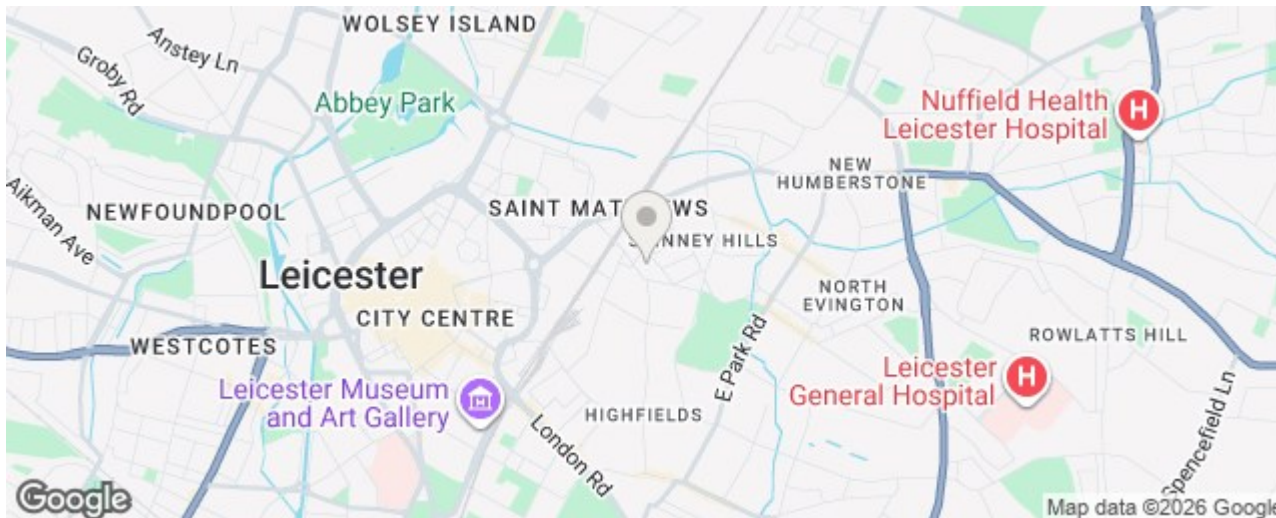 WOLSEY ISLAND
Anstey Ln
Groby Rd
Abbey Park
Nuffield Health
Leicester Hospital
NEW
HUMBERSTONE
Aikman Ave
NEWFOUNDPOOL
SAINT MAT EWS
NNEY HILLS
Leicester
CITY CENTRE
NORTH
EVINGTON
ROWLATTS HILL
WESTCOTES
E Park Rd
Leicester
General Hospital
H
H
Leicester Museum
and Art Gallery
HIGHFIELDS
London Rd
Spencefield Ln
Google
Map data ©2026 Google